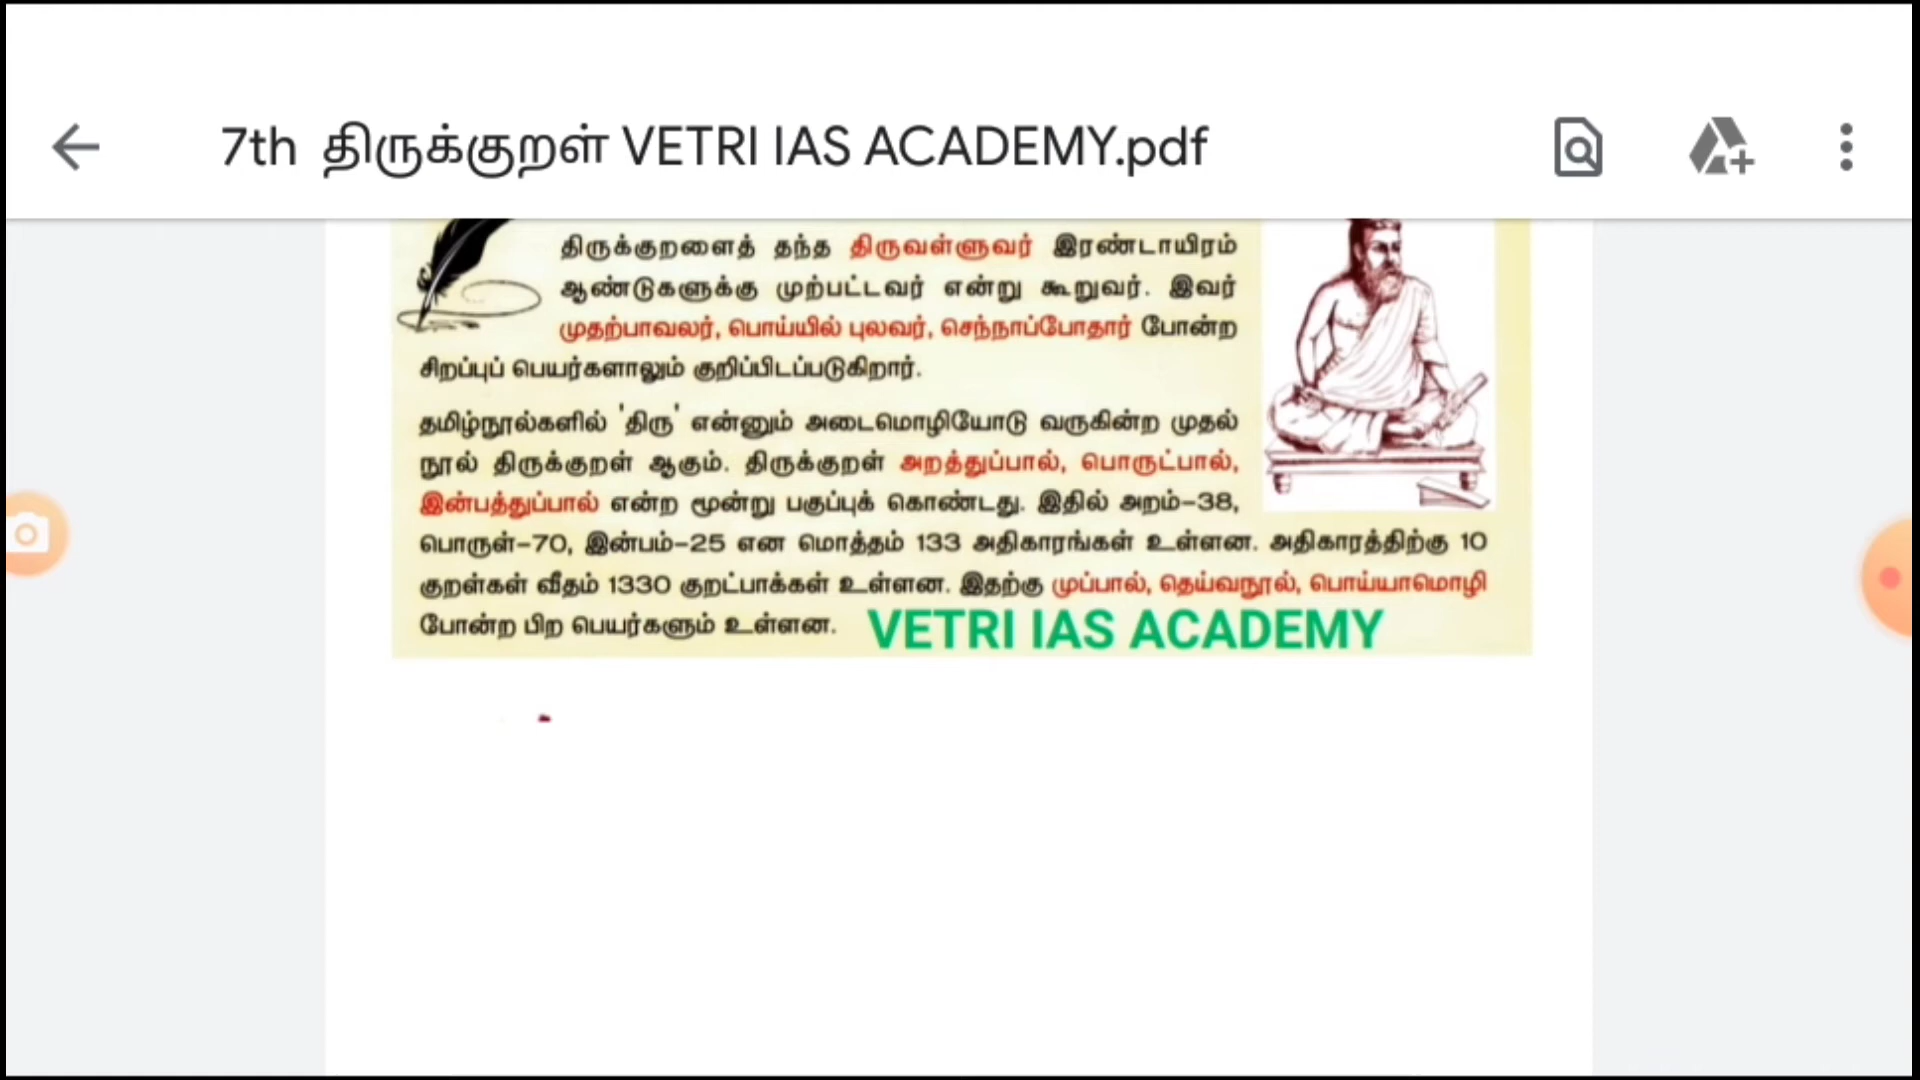 7th திருக்குறள் VETRI IAS ACADEMY.pdf
திருக்குறளைத் தந்த திருவள்ளுவர் இரண்டாயிரம்
ஆண்டுகளுக்கு முற்பட்டவர் என்று கூறுவர். இவர்
முதற்பாவலர், பொய்யில் புலவர், செந்நாப்போதார் போன்ற
சிறப்புப் பெயர்களாலும் குறிப்பிடப்படுகிறார்.
தமிழ்நூல்களில் 'திரு' என்னும் அடைமொழியோடு வருகின்ற முதல்
நூல் திருக்குறள் ஆகும். திருக்குறள் அறத்துப்பால், பொருட்பால்,
இன்பத்துப்பால் என்ற மூன்று பகுப்புக் கொண்டது. இதில் அறம்-38,
பொருள்-70, இன்பம்-25 என மொத்தம் 133 அதிகாரங்கள் உள்ளன. அதிகாரத்திற்கு 10
குறள்கள் வீதம் 1330 குறட்பாக்கள் உள்ளன. இதற்கு முப்பால், தெய்வநூல், பொய்யாமொழி
போன்ற பிற பெயர்களும் உள்ளன. VETRI IAS ACADEMY